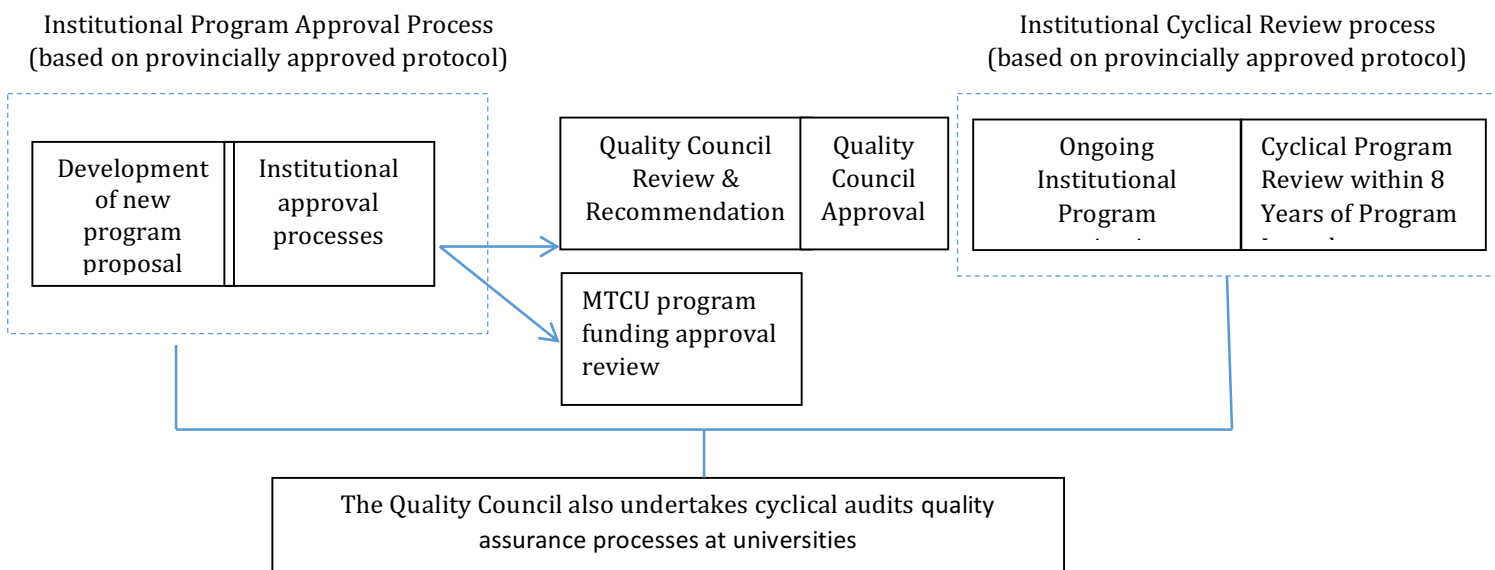 Institutional Program Approval Process
(based on provincially approved protocol)
Institutional Cyclical Review process
(based on provincially approved protocol)
Development
of new
program
proposal
Institutional
approval
processes
Quality Council
Review &
Recommendation
Quality
Council
Approval
Ongoing
Institutional
Program
Cyclical Program
Review within 8
Years of Program
MTCU program
funding approval
review
The Quality Council also undertakes cyclical audits quality
assurance processes at universities